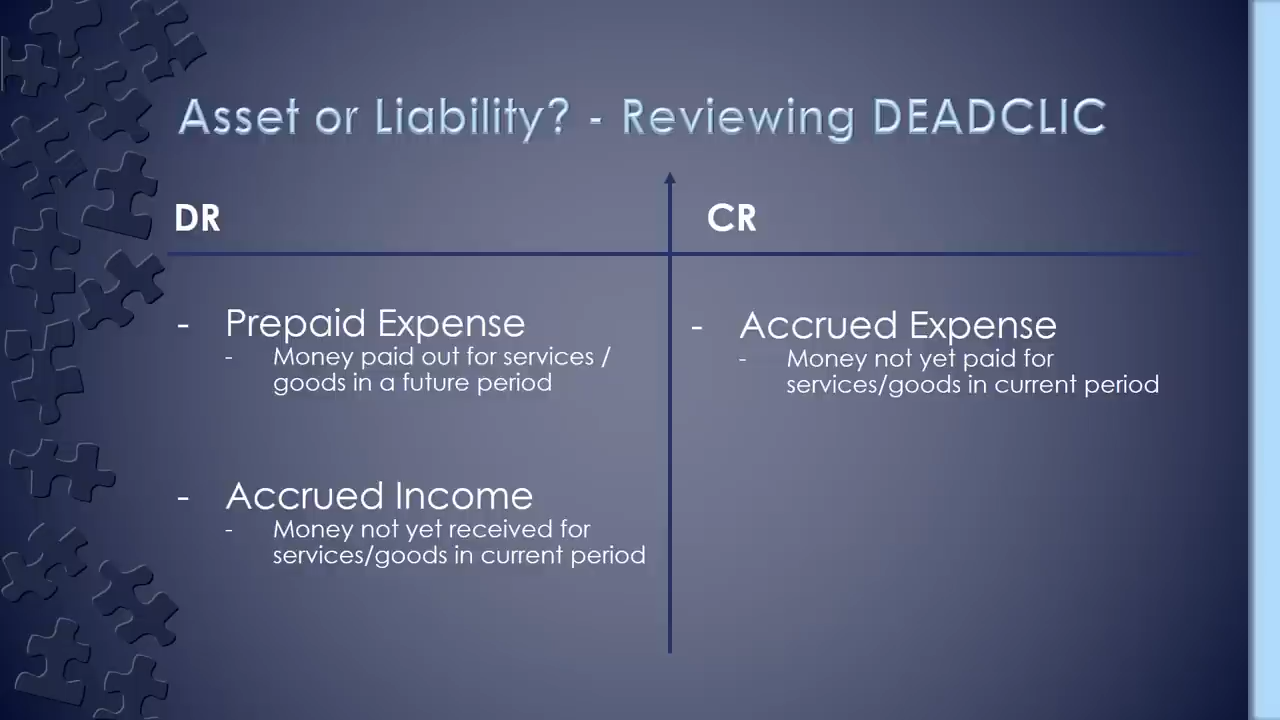 Asset or Liability? - Reviewing DEADCLIC
DR
CR
- Prepaid Expense
- Money paid out for services /
goods in a future period
- Accrued Income
- Money not yet received for
services/goods in current period
- Accrued Expense
- Money not yet paid for
services/goods in current period